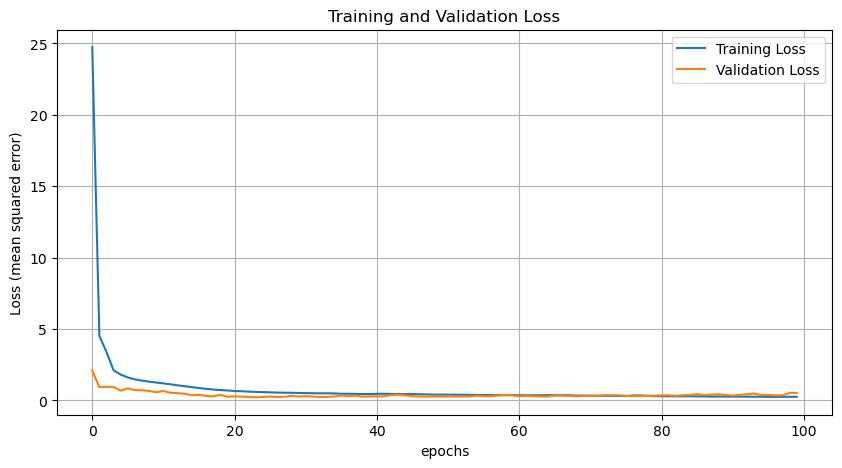 Training and Validation Loss
Training Loss
Validation Loss
Loss (mean squared error)
25
20
15
10
5
0
0 20 40 60 80 100
epochs